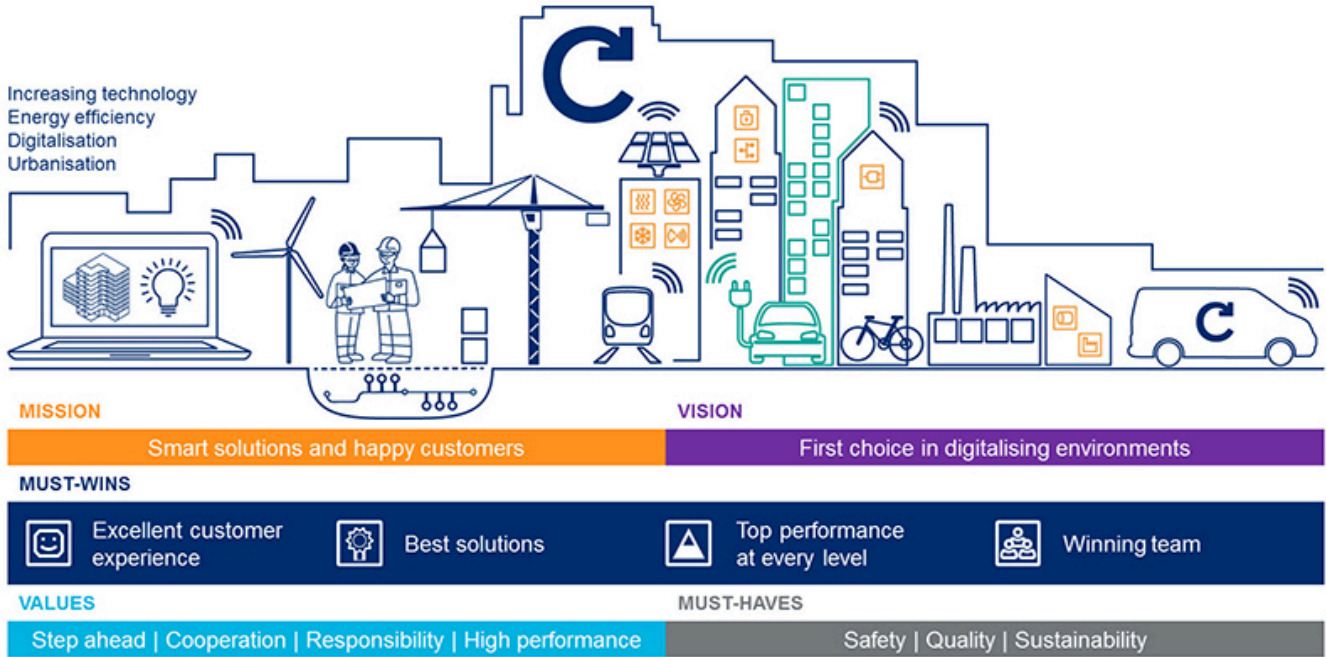 Increasing technology
Energy efficiency
Digitalisation
Urbanisation
MISSION
VISION
Smart solutions and happy customers
First choice in digitalising environments
MUST-WINS
Excellent customer
experience
Best solutions
Top performance
at every level
Winning team
VALUES
MUST-HAVES
Step ahead | Cooperation | Responsibility | High performance
Safety | Quality | Sustainability